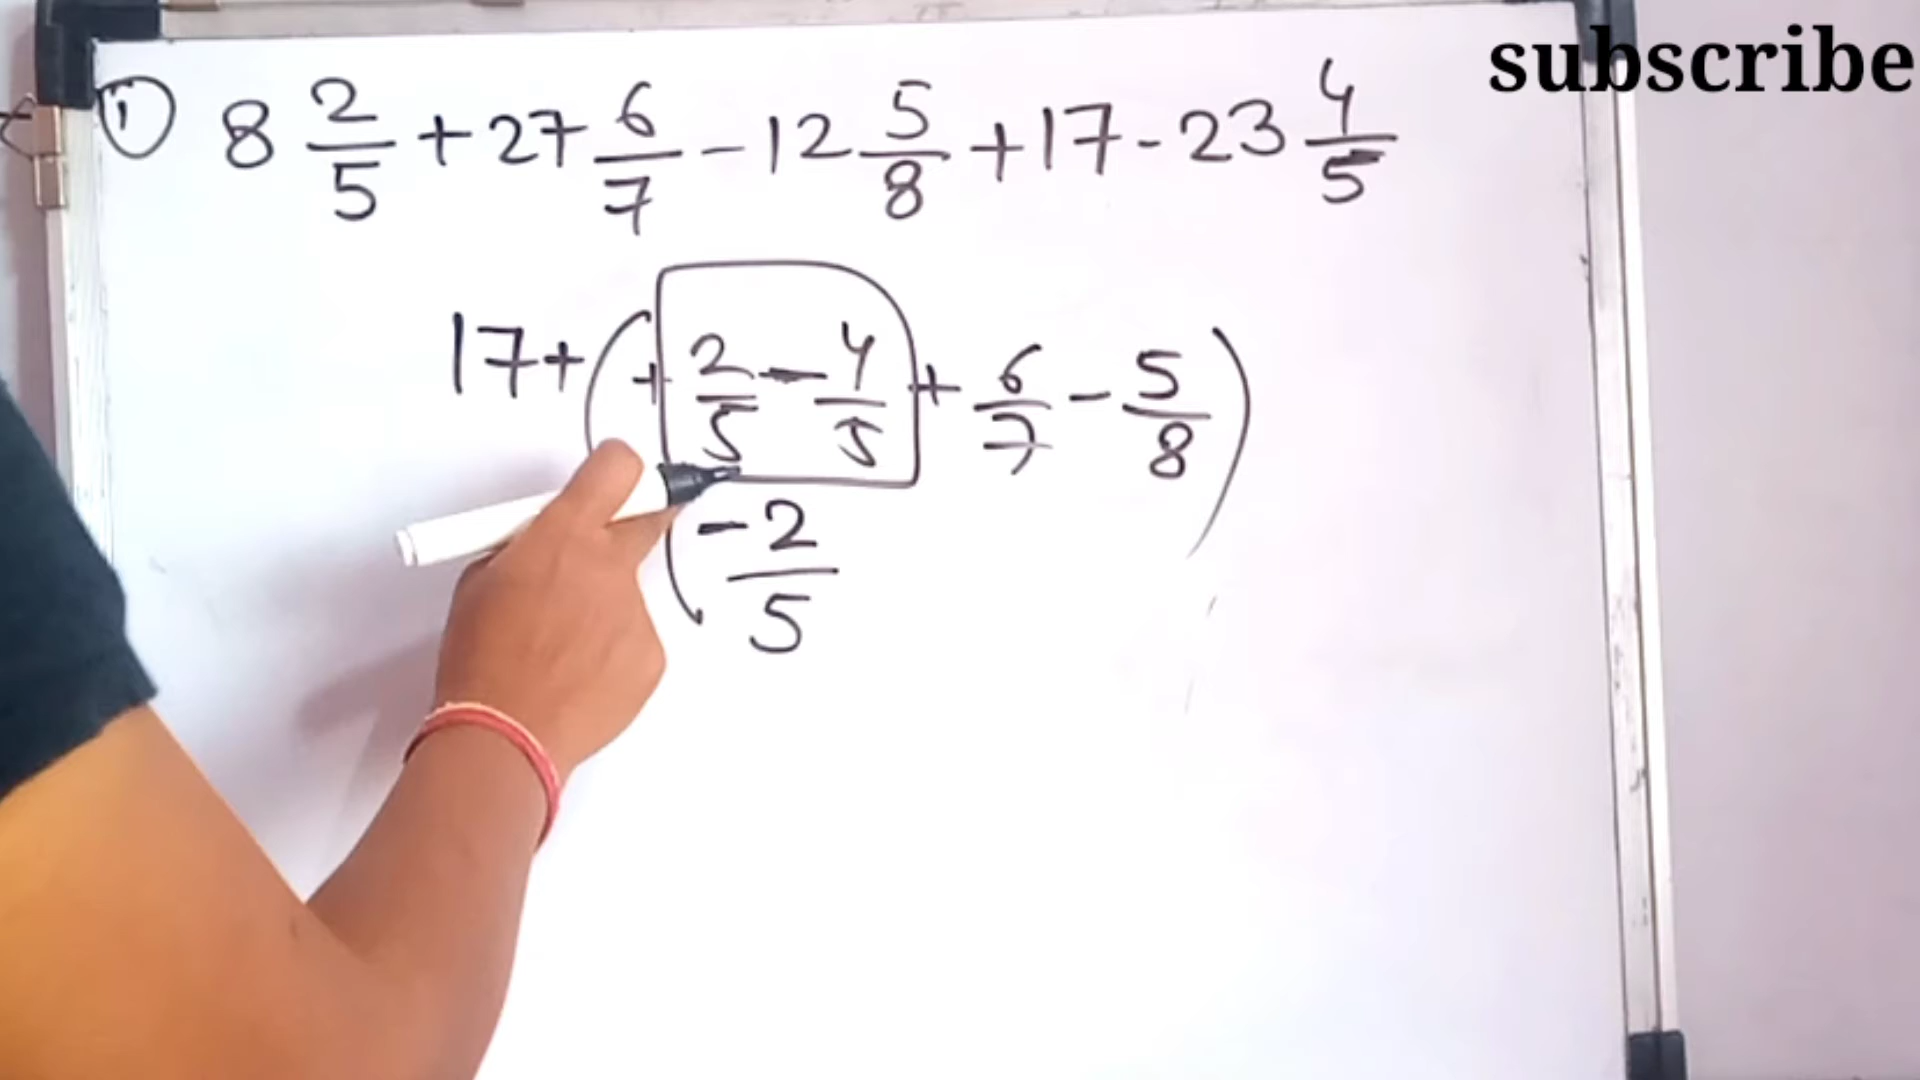 subscribe
① 8 2/5 + 27 6/7 - 12 5/8 + 17 - 23 4/5
17 + ( + 2/5 - 4/5 + 6/7 - 5/8 )
( -2/5